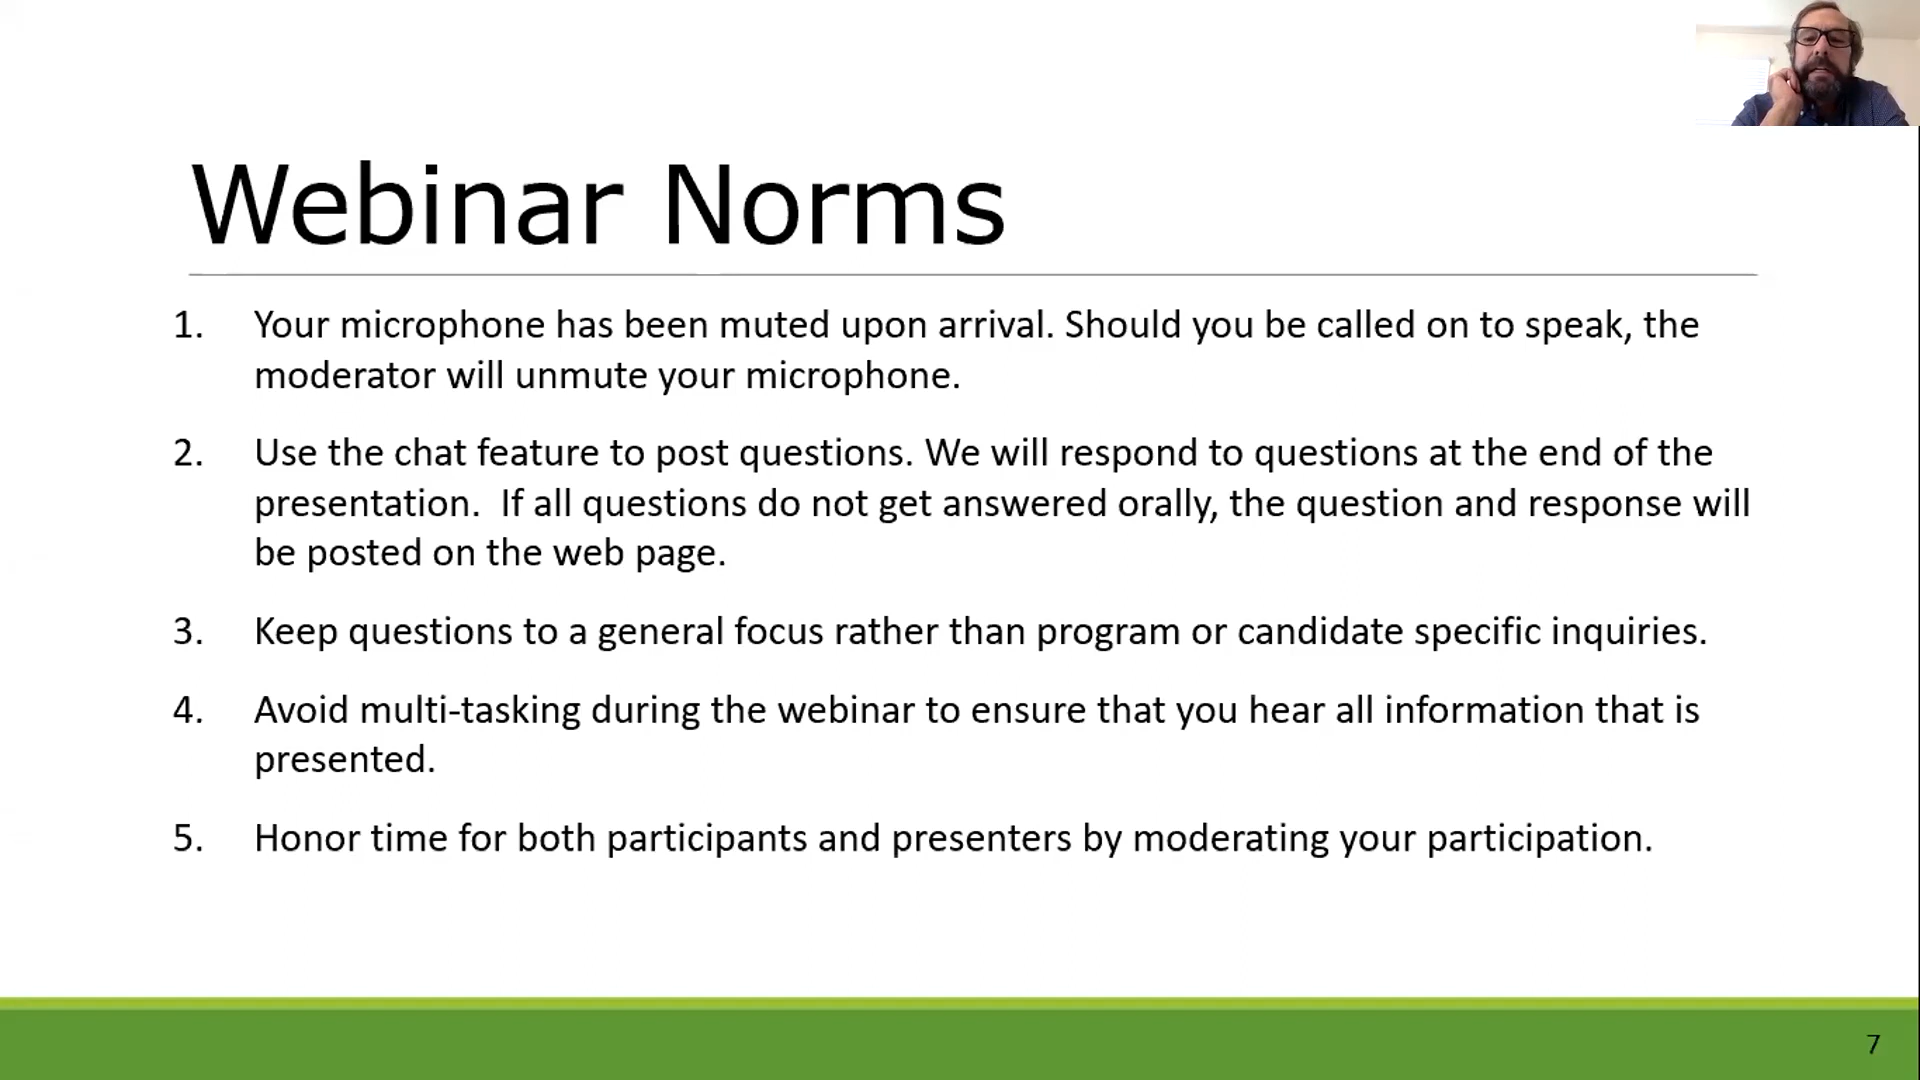 Webinar Norms
1. Your microphone has been muted upon arrival. Should you be called on to speak, the
moderator will unmute your microphone.
2. Use the chat feature to post questions. We will respond to questions at the end of the
presentation.  If all questions do not get answered orally, the question and response will
be posted on the web page.
3. Keep questions to a general focus rather than program or candidate specific inquiries.
4. Avoid multi-tasking during the webinar to ensure that you hear all information that is
presented.
5. Honor time for both participants and presenters by moderating your participation.
7